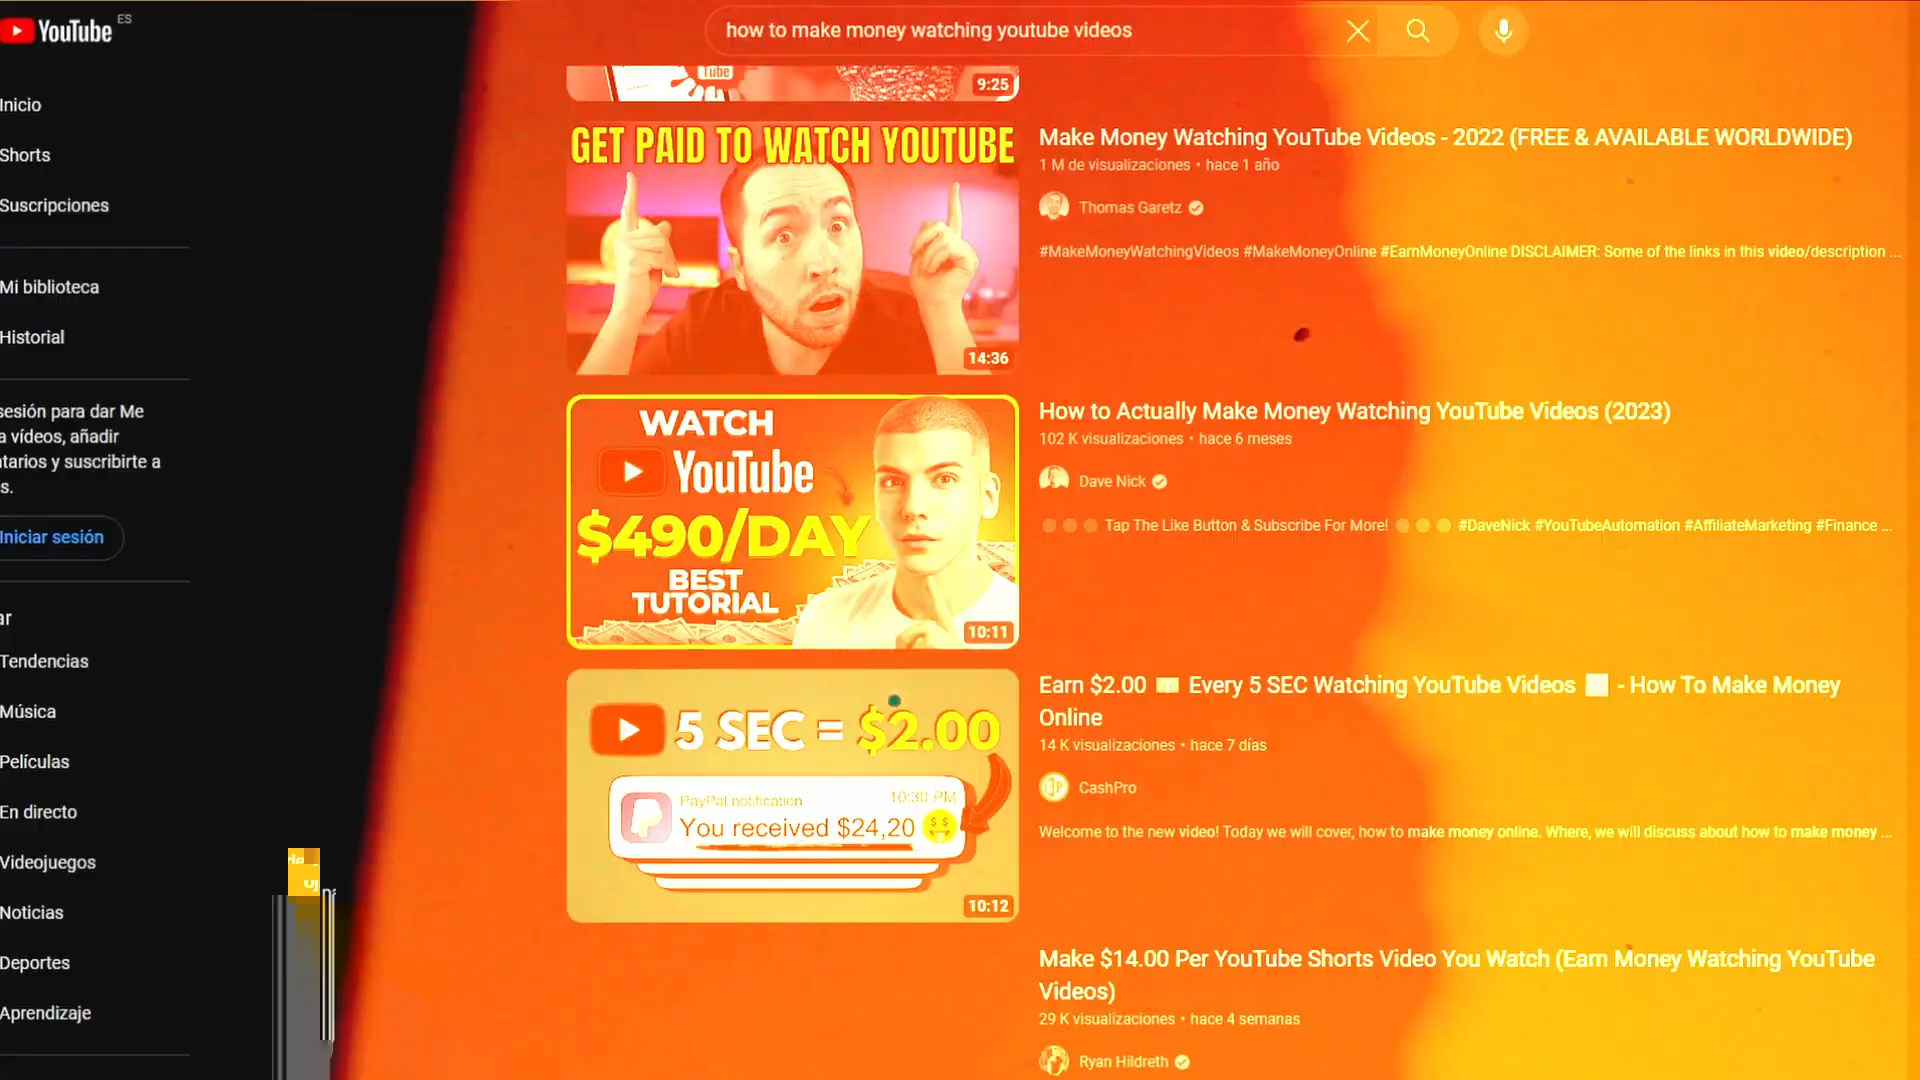 YouTube ES
how to make money watching youtube videos
Inicio
Shorts
Suscripciones
Mi biblioteca
Historial
sesión para dar Me
a vídeos, añadir
ntarios y suscribirte a
s.
Iniciar sesión
ar
Tendencias
Música
Películas
En directo
Videojuegos
Noticias
Deportes
Aprendizaje
Tube
9:25
GET PAID TO WATCH YOUTUBE
14:36
Make Money Watching YouTube Videos - 2022 (FREE & AVAILABLE WORLDWIDE)
1 M de visualizaciones • hace 1 año
Thomas Garetz
#MakeMoneyWatchingVideos #MakeMoneyOnline #EarnMoneyOnline DISCLAIMER: Some of the links in this video/description ...
WATCH
YouTube
$490/DAY
BEST
TUTORIAL
10:11
How to Actually Make Money Watching YouTube Videos (2023)
102 K visualizaciones • hace 6 meses
Dave Nick
Tap The Like Button & Subscribe For More! #DaveNick #YouTubeAutomation #AffiliateMarketing #Finance ...
5 SEC = $2.00
PayPal notification 10:30 PM
You received $24,20
10:12
Earn $2.00 Every 5 SEC Watching YouTube Videos - How To Make Money
Online
14 K visualizaciones • hace 7 días
CashPro
Welcome to the new video! Today we will cover, how to make money online. Where, we will discuss about how to make money ...
Make $14.00 Per YouTube Shorts Video You Watch (Earn Money Watching YouTube
Videos)
29 K visualizaciones • hace 4 semanas
Ryan Hildreth